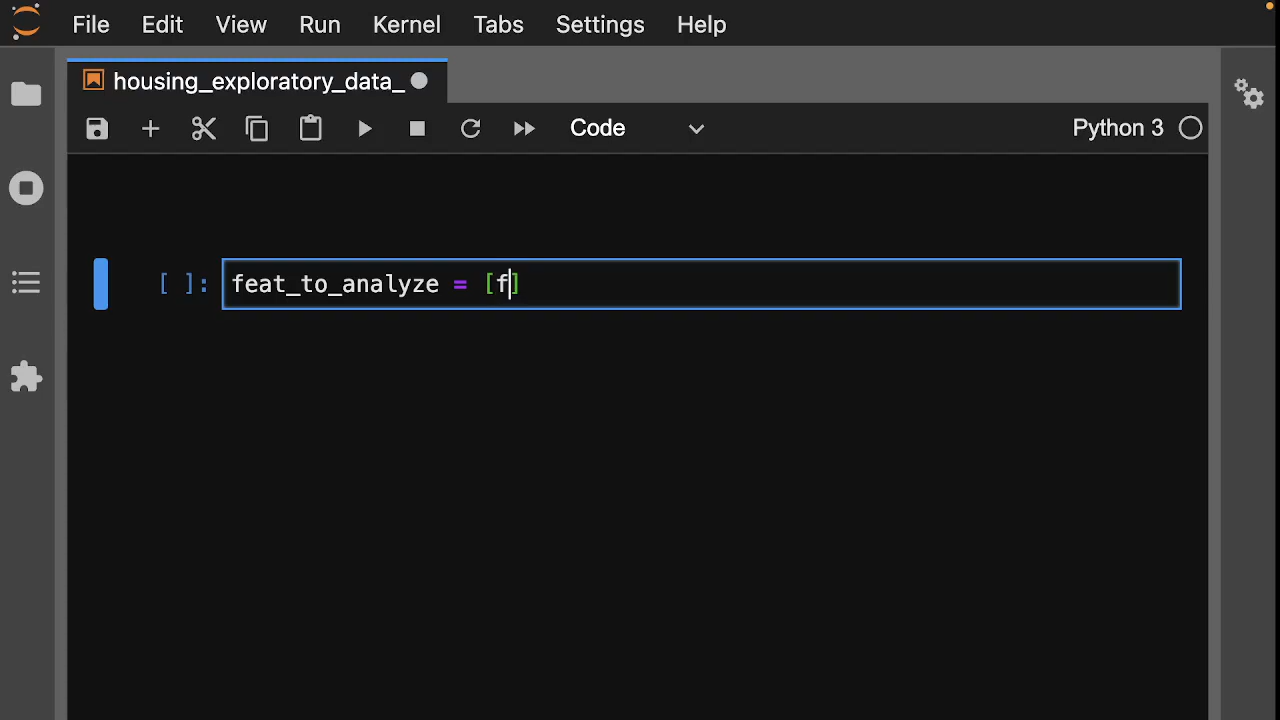 File Edit View Run Kernel Tabs Settings Help
housing_exploratory_data_
Code Python 3
[ ]: feat_to_analyze = [f]